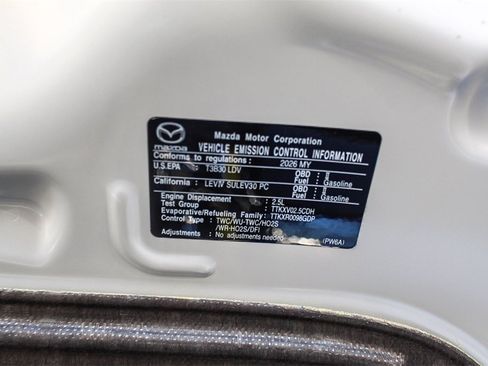 mazda
Mazda Motor Corporation
VEHICLE EMISSION CONTROL INFORMATION
Conforms to regulations: 2026 MY
U.S.EPA : T3B30 LDV OBD : II
Fuel : Gasoline
California : LEVIV SULEV30 PC OBD : II
Fuel : Gasoline
Engine Displacement : 2.5L
Test Group : TTKXV02.5CDH
Evaporative/Refueling Family: TTKXR0098GDP
Control Type : TWC/WU-TWC/HO2S
/WR-HO2S/DFI
Adjustments : No adjustments needed (PW6A)